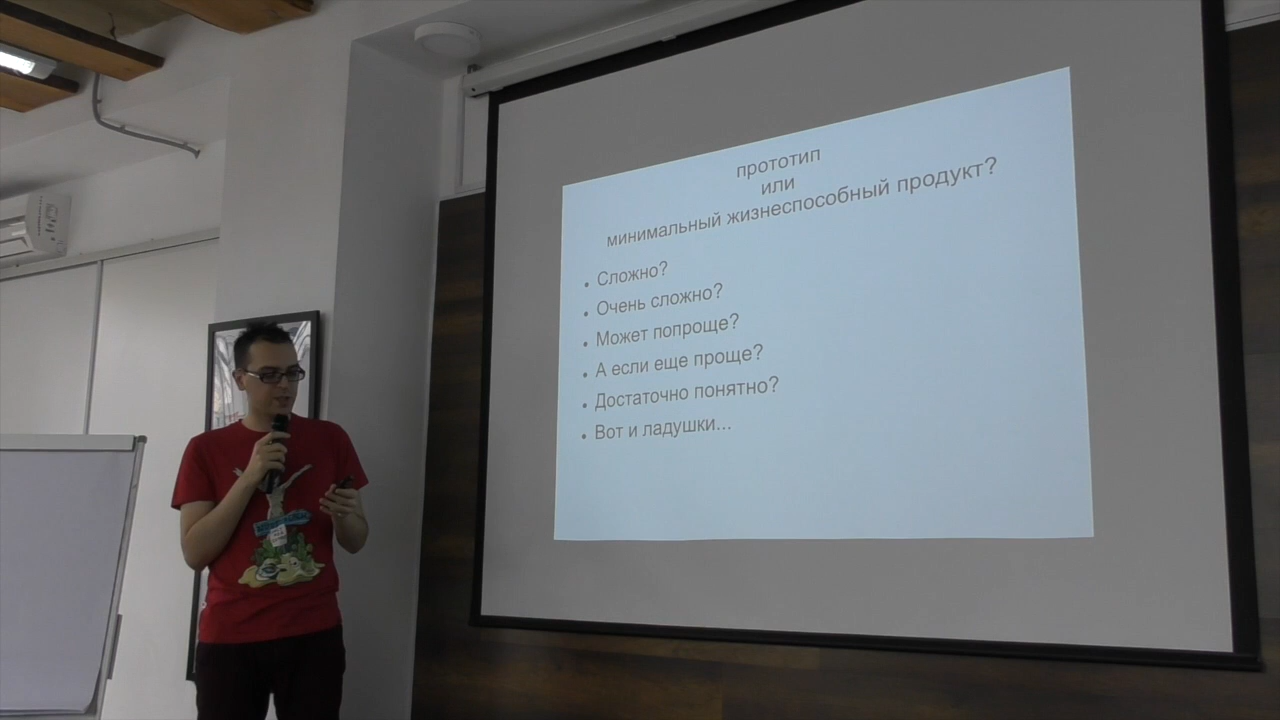 прототип
или
минимальный жизнеспособный продукт?
• Сложно?
• Очень сложно?
• Может попроще?
• А если еще проще?
• Достаточно понятно?
• Вот и ладушки...